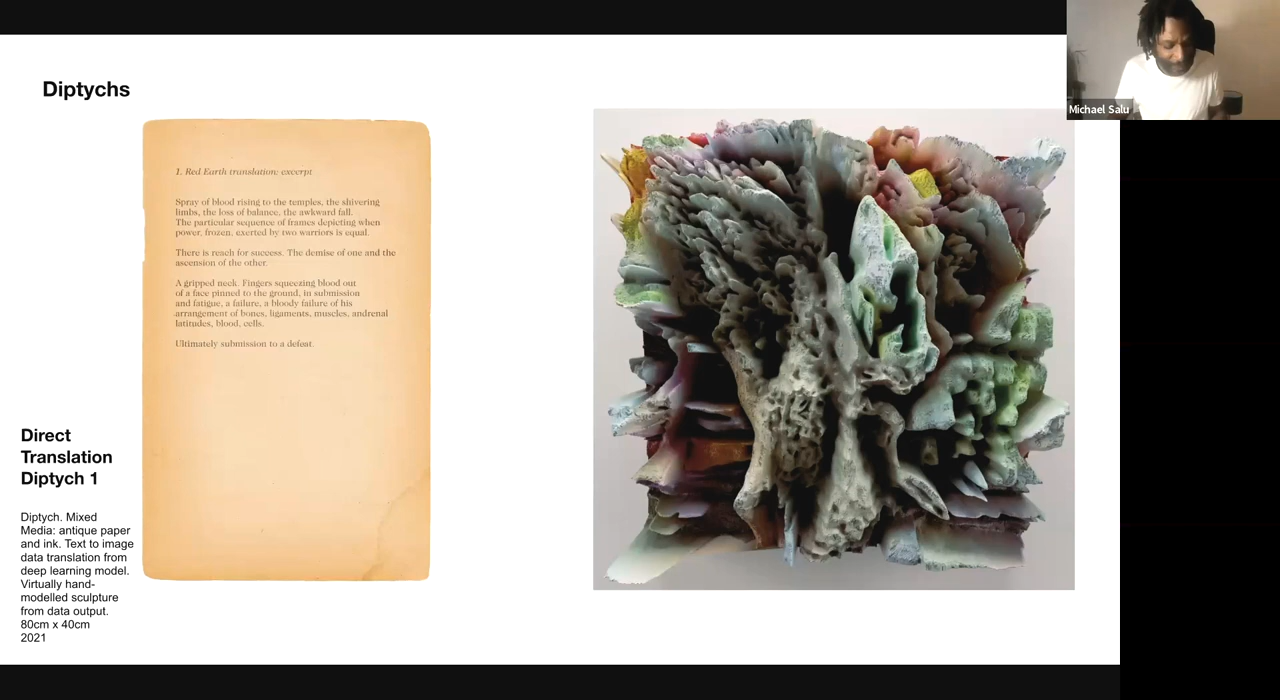 Diptychs
1. Red Earth translation: excerpt
Spray of blood rising to the temples, the shivering
limbs, the loss of balance, the awkward fall.
The particular sequence of frames depicting when
power, frozen, exerted by two warriors is equal.
There is reach for success. The demise of one and the
ascension of the other.
A gripped neck. Fingers squeezing blood out
of a face pinned to the ground, in submission
and fatigue, a failure, a bloody failure of his
arrangement of bones, ligaments, muscles, andrenal
latitudes, blood, cells.
Ultimately submission to a defeat.
Direct
Translation
Diptych 1
Diptych. Mixed
Media: antique paper
and ink. Text to image
data translation from
deep learning model.
Virtually hand-
modelled sculpture
from data output.
80cm x 40cm
2021
Michael Salu